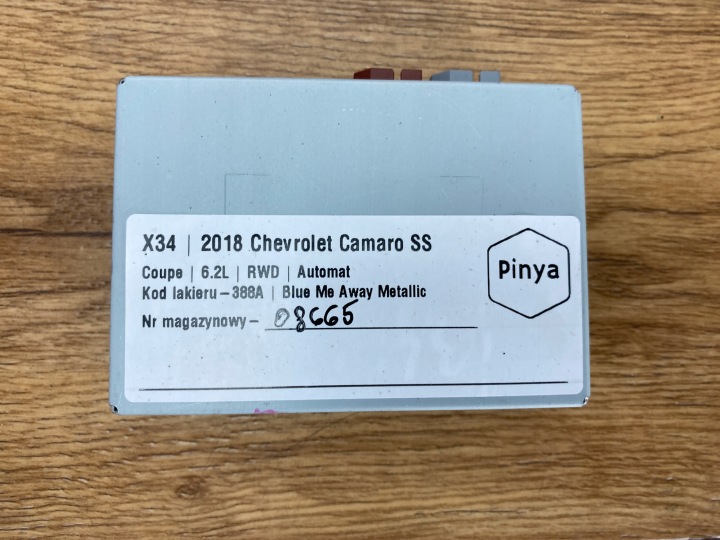 X34 | 2018 Chevrolet Camaro SS
Coupe | 6.2L | RWD | Automat
Kod lakieru – 388A | Blue Me Away Metallic
Nr magazynowy – 08665
Pinya